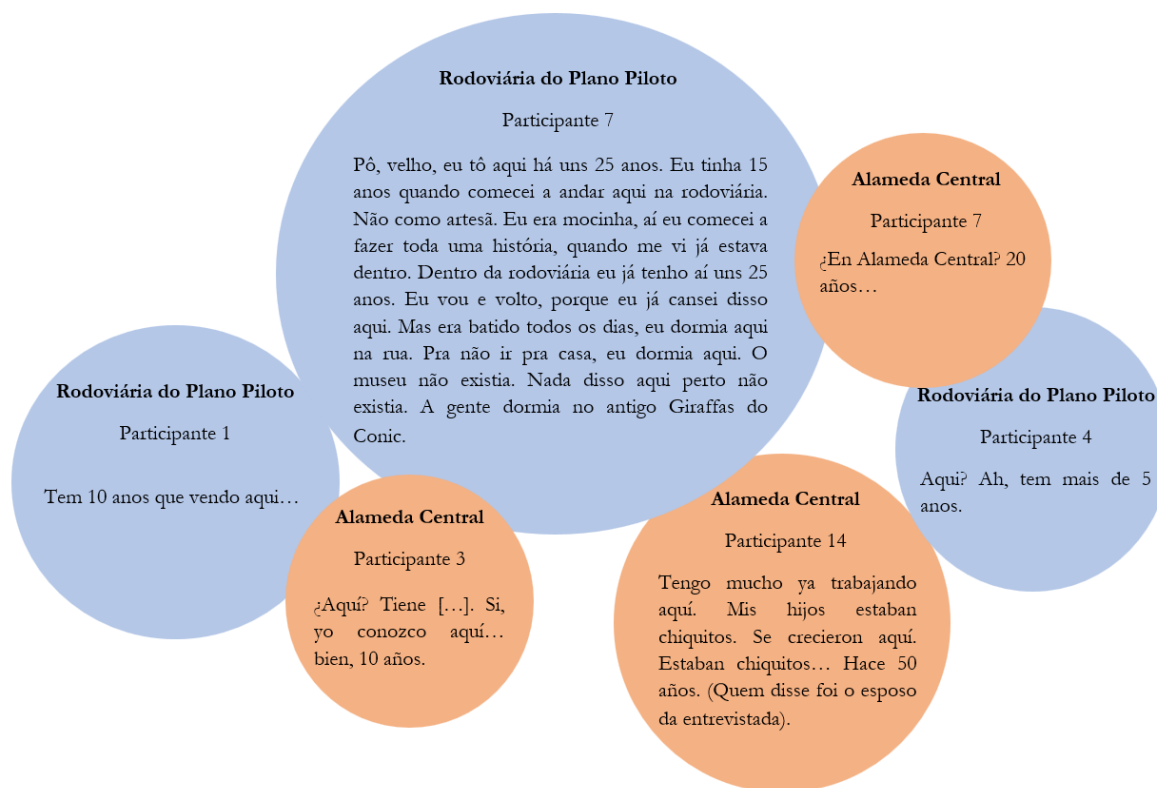 Rodoviária do Plano Piloto
Participante 7
Pô, velho, eu tô aqui há uns 25 anos. Eu tinha 15
anos quando comecei a andar aqui na rodoviária.
Não como artesã. Eu era mocinha, aí eu comecei a
fazer toda uma história, quando me vi já estava
dentro. Dentro da rodoviária eu já tenho aí uns 25
anos. Eu vou e volto, porque eu já cansei disso
aqui. Mas era batido todos os dias, eu dormia aqui
na rua. Pra não ir pra casa, eu dormia aqui. O
museu não existia. Nada disso aqui perto não
existia. A gente dormia no antigo Giraffas do
Conic.
Alameda Central
Participante 7
¿En Alameda Central? 20
años…
Rodoviária do Plano Piloto
Participante 1
Tem 10 anos que vendo aqui…
Rodoviária do Plano Piloto
Participante 4
Aqui? Ah, tem mais de 5
anos.
Alameda Central
Participante 3
¿Aquí? Tiene […]. Si,
yo conozco aquí…
bien, 10 años.
Alameda Central
Participante 14
Tengo mucho ya trabajando
aquí. Mis hijos estaban
chiquitos. Se crecieron aquí.
Estaban chiquitos… Hace 50
años. (Quem disse foi o esposo
da entrevistada).